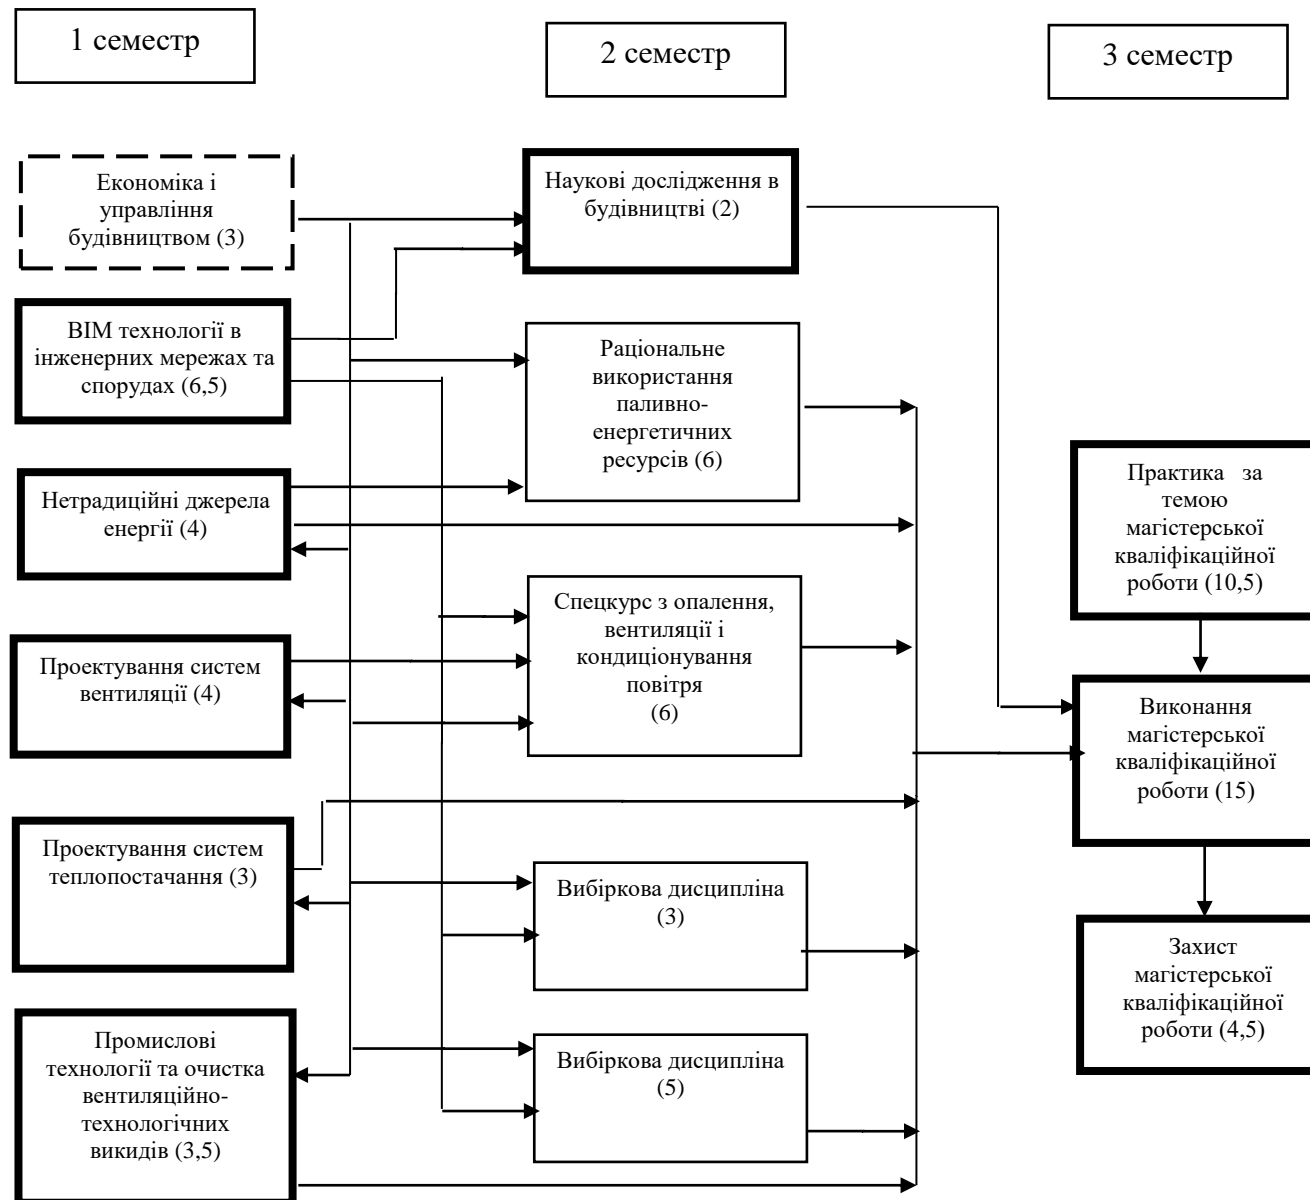 1 семестр
2 семестр
3 семестр
Економіка і
управління
будівництвом (3)
ВІМ технології в
інженерних мережах та
спорудах (6,5)
Нетрадиційні джерела
енергії (4)
Проектування систем
вентиляції (4)
Проектування систем
теплопостачання (3)
Промислові
технології та очистка
вентиляційно-
технологічних
викидів (3,5)
Наукові дослідження в
будівництві (2)
Раціональне
використання
паливно-
енергетичних
ресурсів (6)
Спецкурс з опалення,
вентиляції і
кондиціонування
повітря
(6)
Вибіркова дисципліна
(3)
Вибіркова дисципліна
(5)
Практика за
темою
магістерської
кваліфікаційної
роботи (10,5)
Виконання
магістерської
кваліфікаційної
роботи (15)
Захист
магістерської
кваліфікаційної
роботи (4,5)